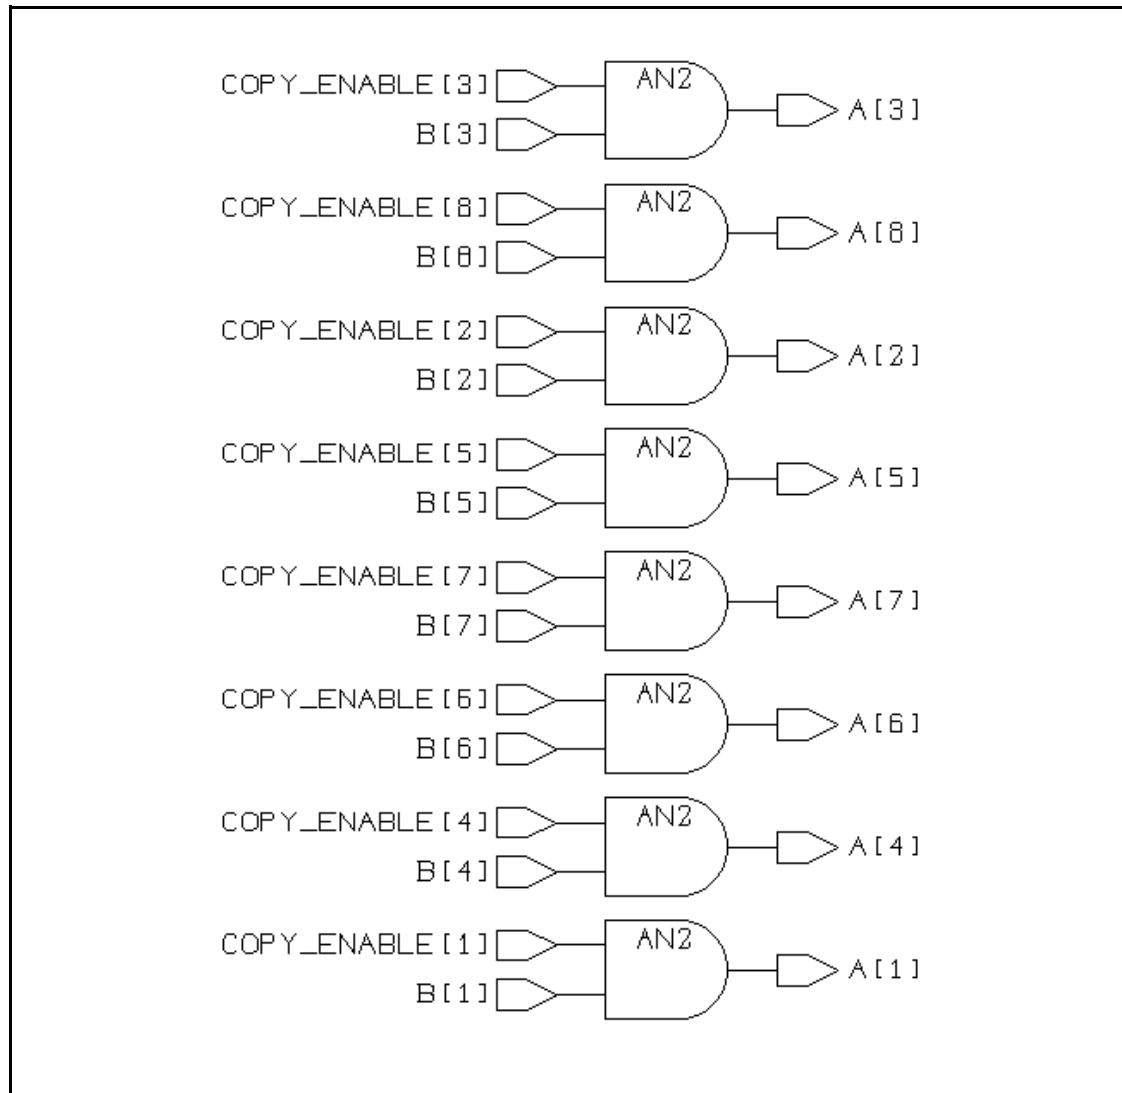 COPY_ENABLE[3] AN2
A[3]
B[3]
COPY_ENABLE[8] AN2
A[8]
B[8]
COPY_ENABLE[2] AN2
A[2]
B[2]
COPY_ENABLE[5] AN2
A[5]
B[5]
COPY_ENABLE[7] AN2
A[7]
B[7]
COPY_ENABLE[6] AN2
A[6]
B[6]
COPY_ENABLE[4] AN2
A[4]
B[4]
COPY_ENABLE[1] AN2
A[1]
B[1]